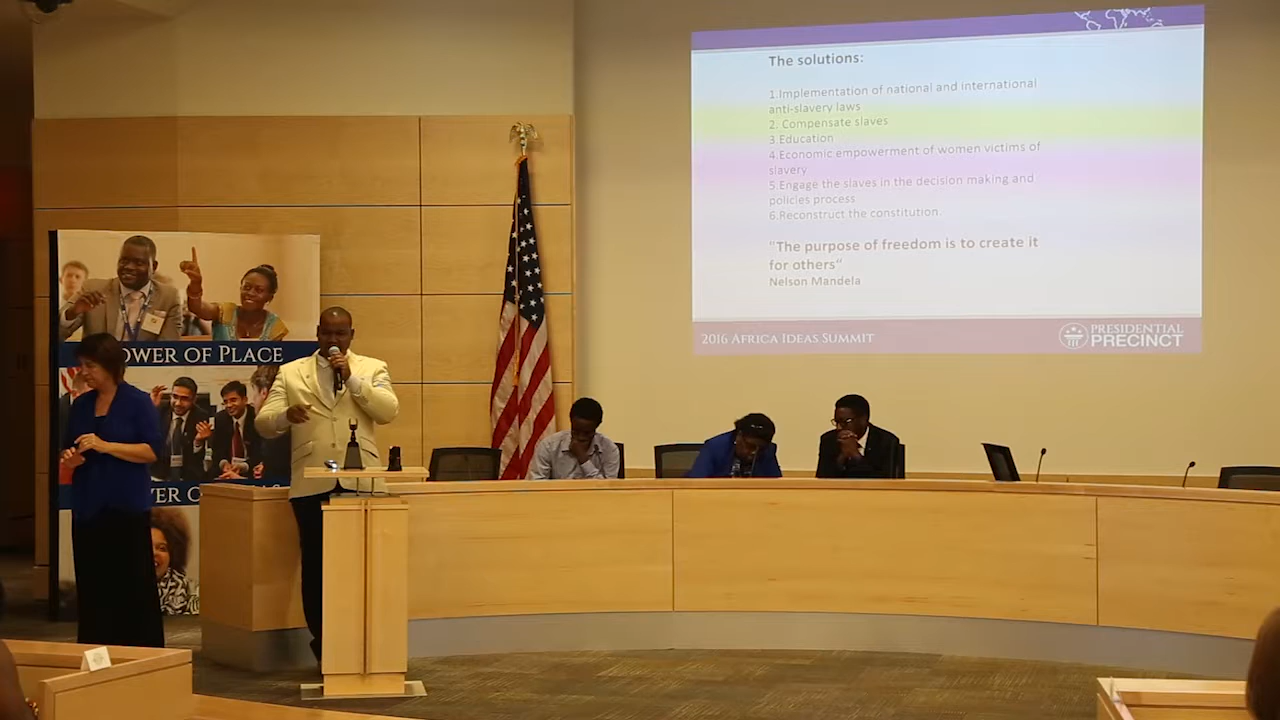 The solutions:
1.Implementation of national and international
anti-slavery laws
2. Compensate slaves
3.Education
4.Economic empowerment of women victims of
slavery
5.Engage the slaves in the decision making and
policies process
6.Reconstruct the constitution.
"The purpose of freedom is to create it
for others"
Nelson Mandela
2016 AFRICA IDEAS SUMMIT
PRESIDENTIAL
PRECINCT
OWER OF PLACE